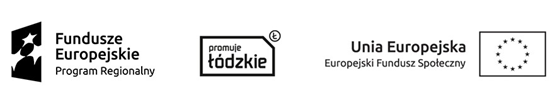 Fundusze
Europejskie
Program Regionalny
promuje
łódzkie
Ł
Unia Europejska
Europejski Fundusz Społeczny